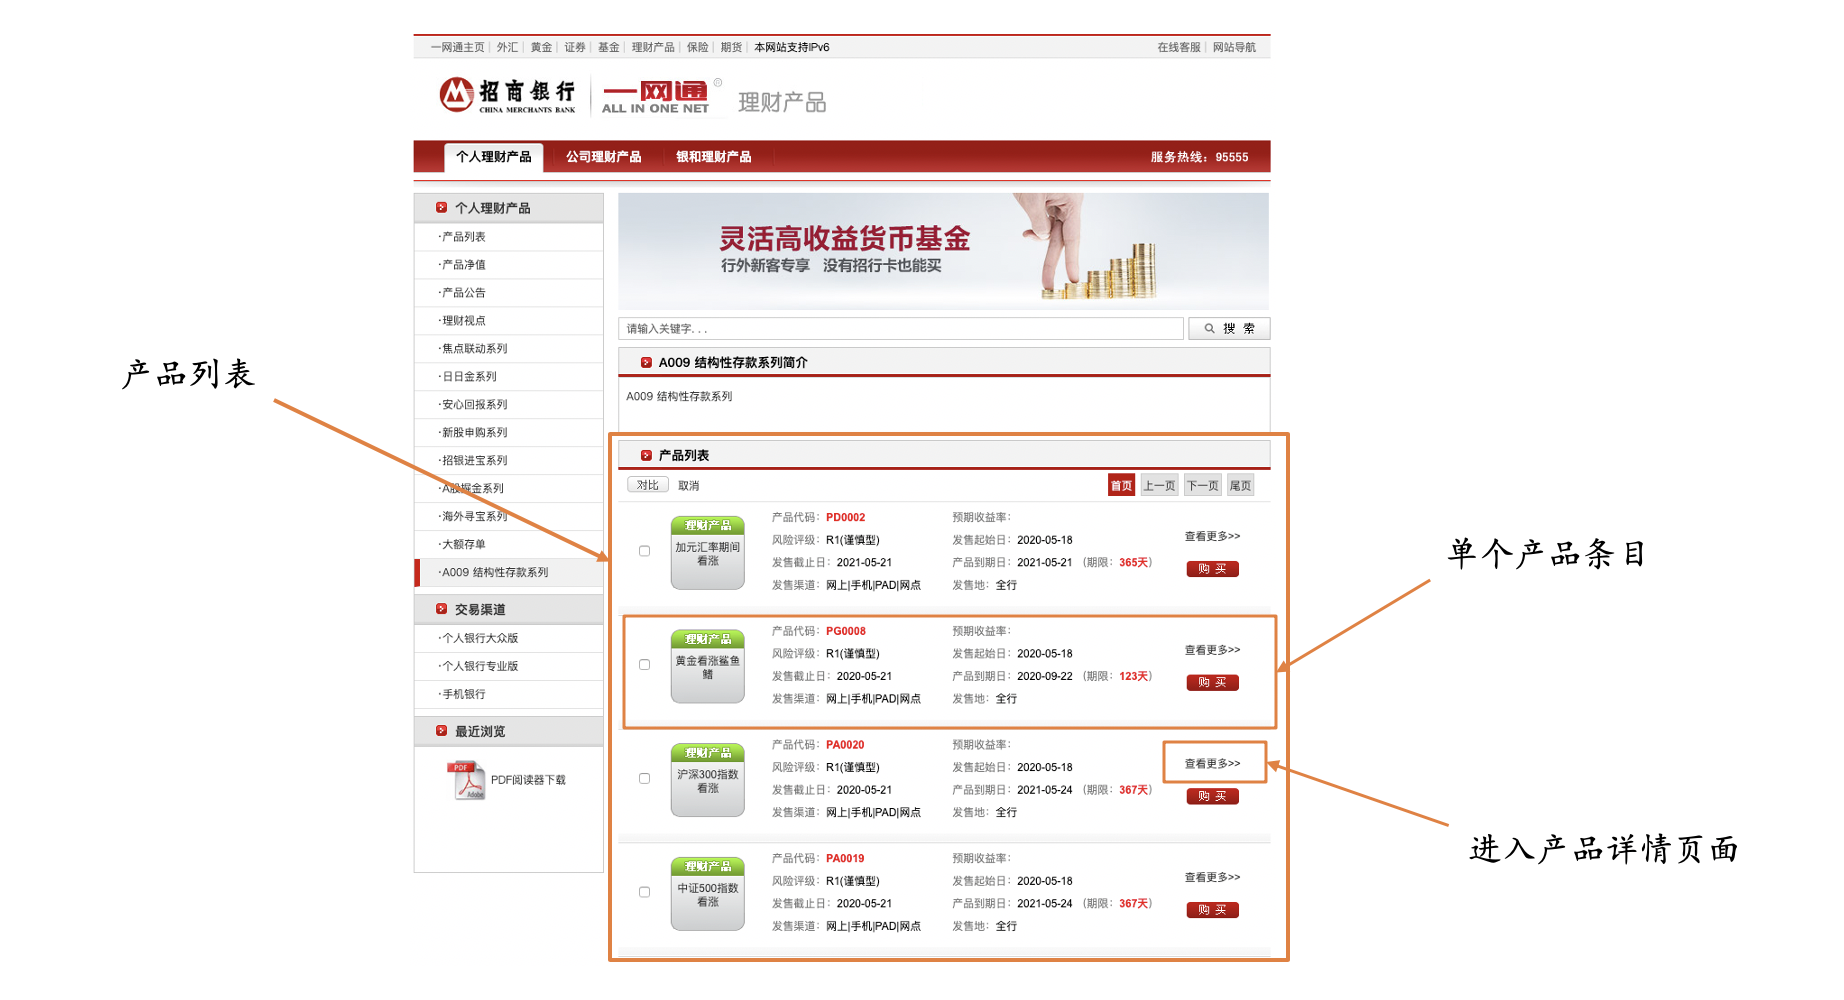 一网通主页 | 外汇 | 黄金 | 证券 | 基金 | 理财产品 | 保险 | 期货 | 本网站支持IPv6
在线客服 | 网站导航
招商银行
CHINA MERCHANTS BANK
一网通®
ALL IN ONE NET
理财产品
个人理财产品
公司理财产品
银和理财产品
服务热线：95555
个人理财产品
·产品列表
·产品净值
·产品公告
·理财视点
·焦点联动系列
·日日金系列
·安心回报系列
·新股申购系列
·招银进宝系列
·A股掘金系列
·海外寻宝系列
·大额存单
·A009 结构性存款系列
交易渠道
·个人银行大众版
·个人银行专业版
·手机银行
最近浏览
PDF
Adobe
PDF阅读器下载
灵活高收益货币基金
行外新客专享 没有招行卡也能买
请输入关键字...
搜 索
A009 结构性存款系列简介
A009 结构性存款系列
产品列表
对比 取消
首页 上一页 下一页 尾页
理财产品
加元汇率期间
看涨
产品代码：PD0002 预期收益率：
风险评级：R1(谨慎型) 发售起始日：2020-05-18
发售截止日：2021-05-21 产品到期日：2021-05-21 （期限：365天）
发售渠道：网上|手机|PAD|网点 发售地：全行
查看更多>>
购 买
理财产品
黄金看涨鲨鱼
鳍
产品代码：PG0008 预期收益率：
风险评级：R1(谨慎型) 发售起始日：2020-05-18
发售截止日：2020-05-21 产品到期日：2020-09-22 （期限：123天）
发售渠道：网上|手机|PAD|网点 发售地：全行
查看更多>>
购 买
理财产品
沪深300指数
看涨
产品代码：PA0020 预期收益率：
风险评级：R1(谨慎型) 发售起始日：2020-05-18
发售截止日：2020-05-21 产品到期日：2021-05-24 （期限：367天）
发售渠道：网上|手机|PAD|网点 发售地：全行
查看更多>>
购 买
理财产品
中证500指数
看涨
产品代码：PA0019 预期收益率：
风险评级：R1(谨慎型) 发售起始日：2020-05-18
发售截止日：2020-05-21 产品到期日：2021-05-24 （期限：367天）
发售渠道：网上|手机|PAD|网点 发售地：全行
查看更多>>
购 买
产品列表
单个产品条目
进入产品详情页面